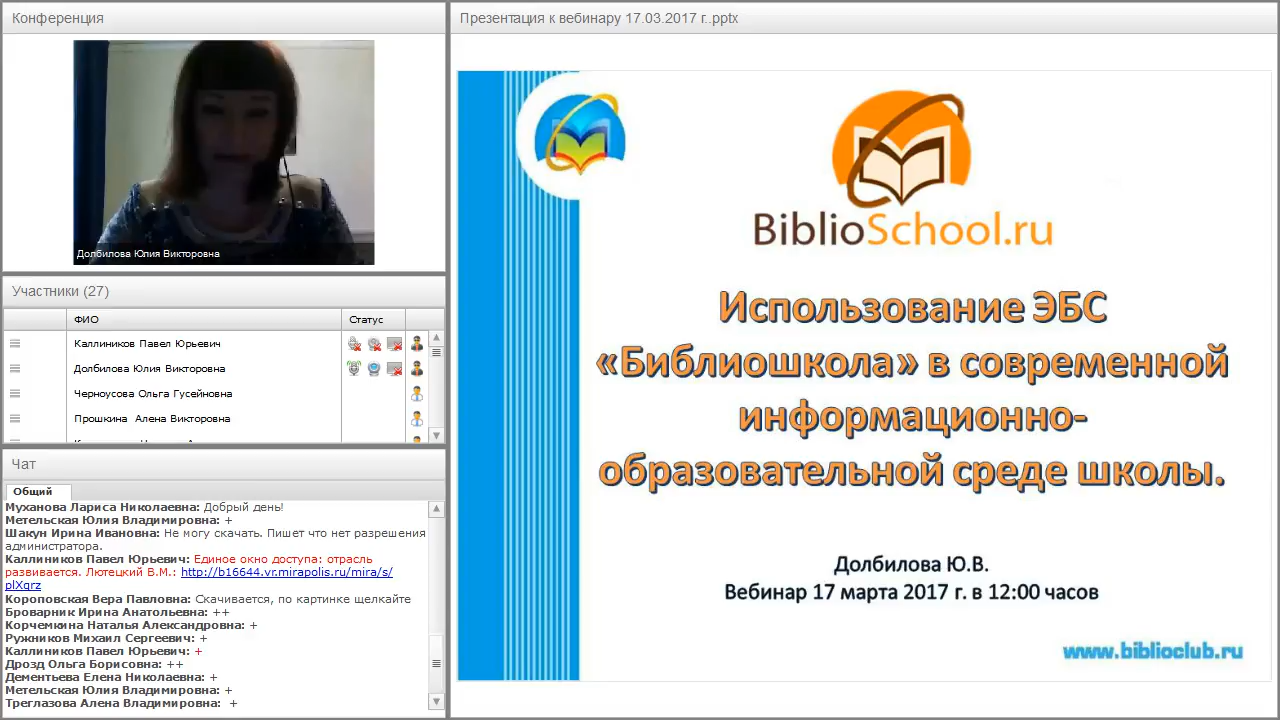 Конференция
Долбилова Юлия Викторовна
Участники (27)
ФИО
Статус
Каллиников Павел Юрьевич
Долбилова Юлия Викторовна
Черноусова Ольга Гусейновна
Прошкина Алена Викторовна
Чат
Общий
Муханова Лариса Николаевна: Добрый день!
Метельская Юлия Владимировна: +
Шакун Ирина Ивановна: Не могу скачать. Пишет что нет разрешения
администратора.
Каллиников Павел Юрьевич: Единое окно доступа: отрасль
развивается. Лютецкий В.М.: http://b16644.vr.mirapolis.ru/mira/s/
plXqrz
Короповская Вера Павловна: Скачивается, по картинке щелкайте
Броварник Ирина Анатольевна: ++
Корчемкина Наталья Александровна: +
Ружников Михаил Сергеевич: +
Каллиников Павел Юрьевич: +
Дрозд Ольга Борисовна: ++
Дементьева Елена Николаевна: +
Метельская Юлия Владимировна: +
Треглазова Алена Владимировна: +
Презентация к вебинару 17.03.2017 г..pptx
BiblioSchool.ru
Использование ЭБС
«Библиошкола» в современной
информационно-
образовательной среде школы.
Долбилова Ю.В.
Вебинар 17 марта 2017 г. в 12:00 часов
www.biblioclub.ru